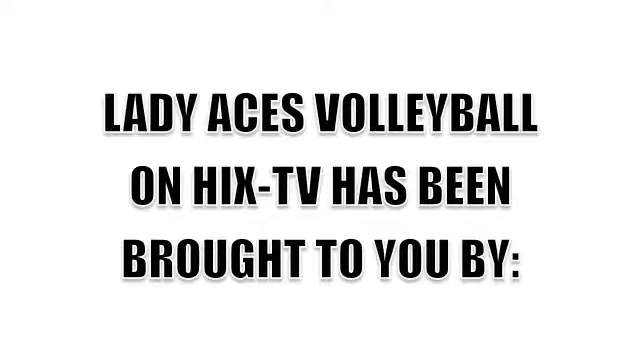 LADY ACES VOLLEYBALL
ON HIX-TV HAS BEEN
BROUGHT TO YOU BY: